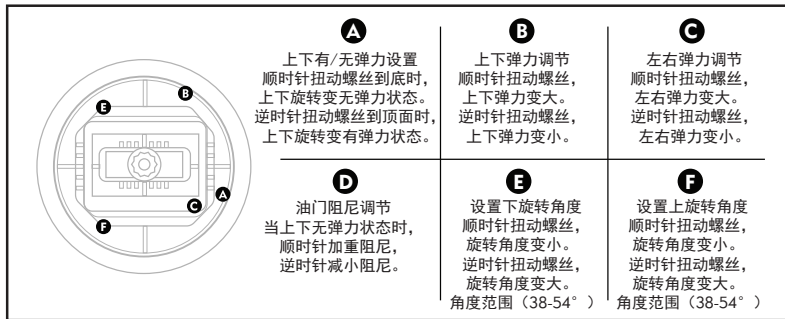 E
B
A
C
F
A
上下有/无弹力设置
顺时针扭动螺丝到底时，
上下旋转变无弹力状态。
逆时针扭动螺丝到顶面时，
上下旋转变有弹力状态。
B
上下弹力调节
顺时针扭动螺丝，
上下弹力变大。
逆时针扭动螺丝，
上下弹力变小。
C
左右弹力调节
顺时针扭动螺丝，
左右弹力变大。
逆时针扭动螺丝，
左右弹力变小。
D
油门阻尼调节
当上下无弹力状态时，
顺时针加重阻尼，
逆时针减小阻尼。
E
设置下旋转角度
顺时针扭动螺丝，
旋转角度变小。
逆时针扭动螺丝，
旋转角度变大。
角度范围（38-54°）
F
设置上旋转角度
顺时针扭动螺丝，
旋转角度变小。
逆时针扭动螺丝，
旋转角度变大。
角度范围（38-54°）